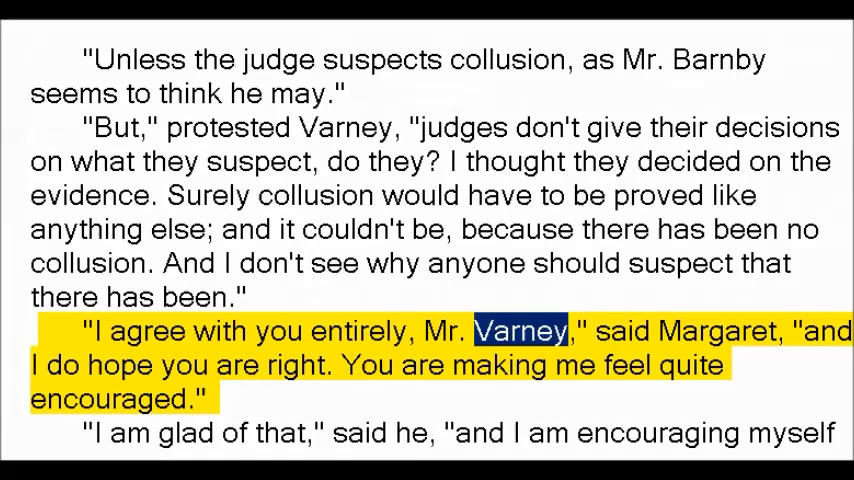 "Unless the judge suspects collusion, as Mr. Barnby
seems to think he may."
"But," protested Varney, "judges don't give their decisions
on what they suspect, do they? I thought they decided on the
evidence. Surely collusion would have to be proved like
anything else; and it couldn't be, because there has been no
collusion. And I don't see why anyone should suspect that
there has been."
"I agree with you entirely, Mr. Varney," said Margaret, "and
I do hope you are right. You are making me feel quite
encouraged."
"I am glad of that," said he, "and I am encouraging myself